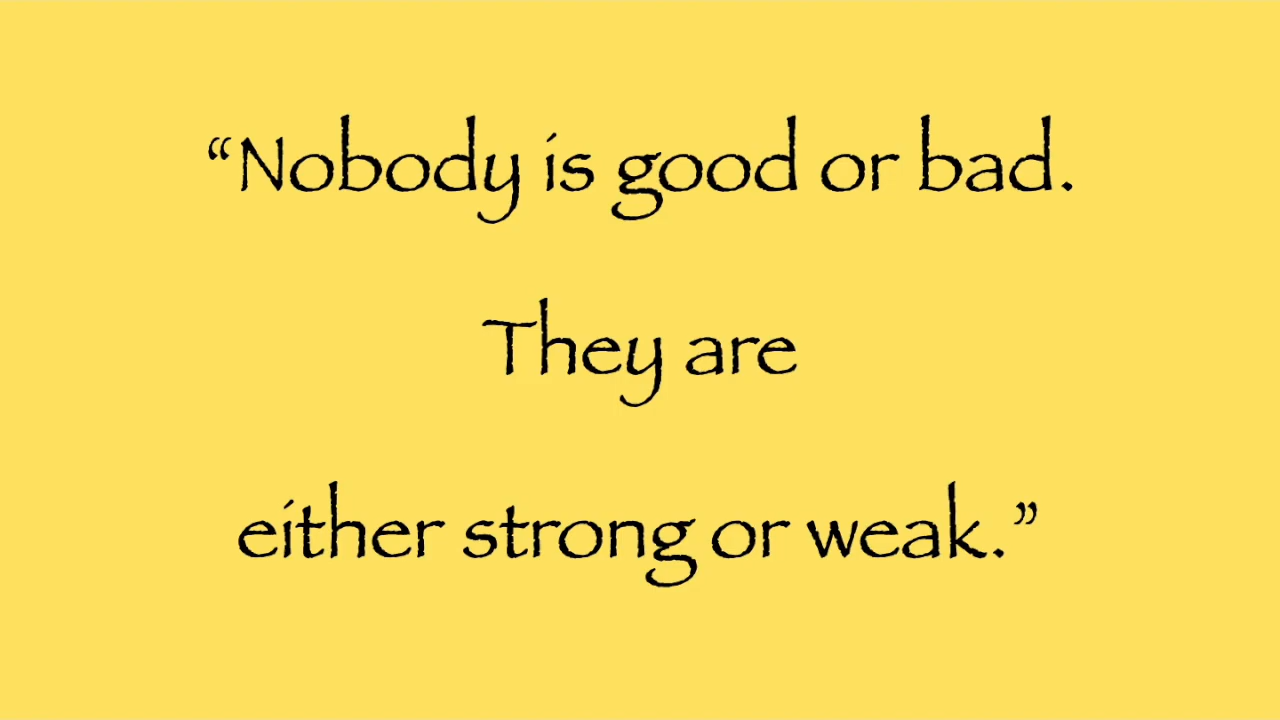 “Nobody is good or bad.
They are
either strong or weak.”